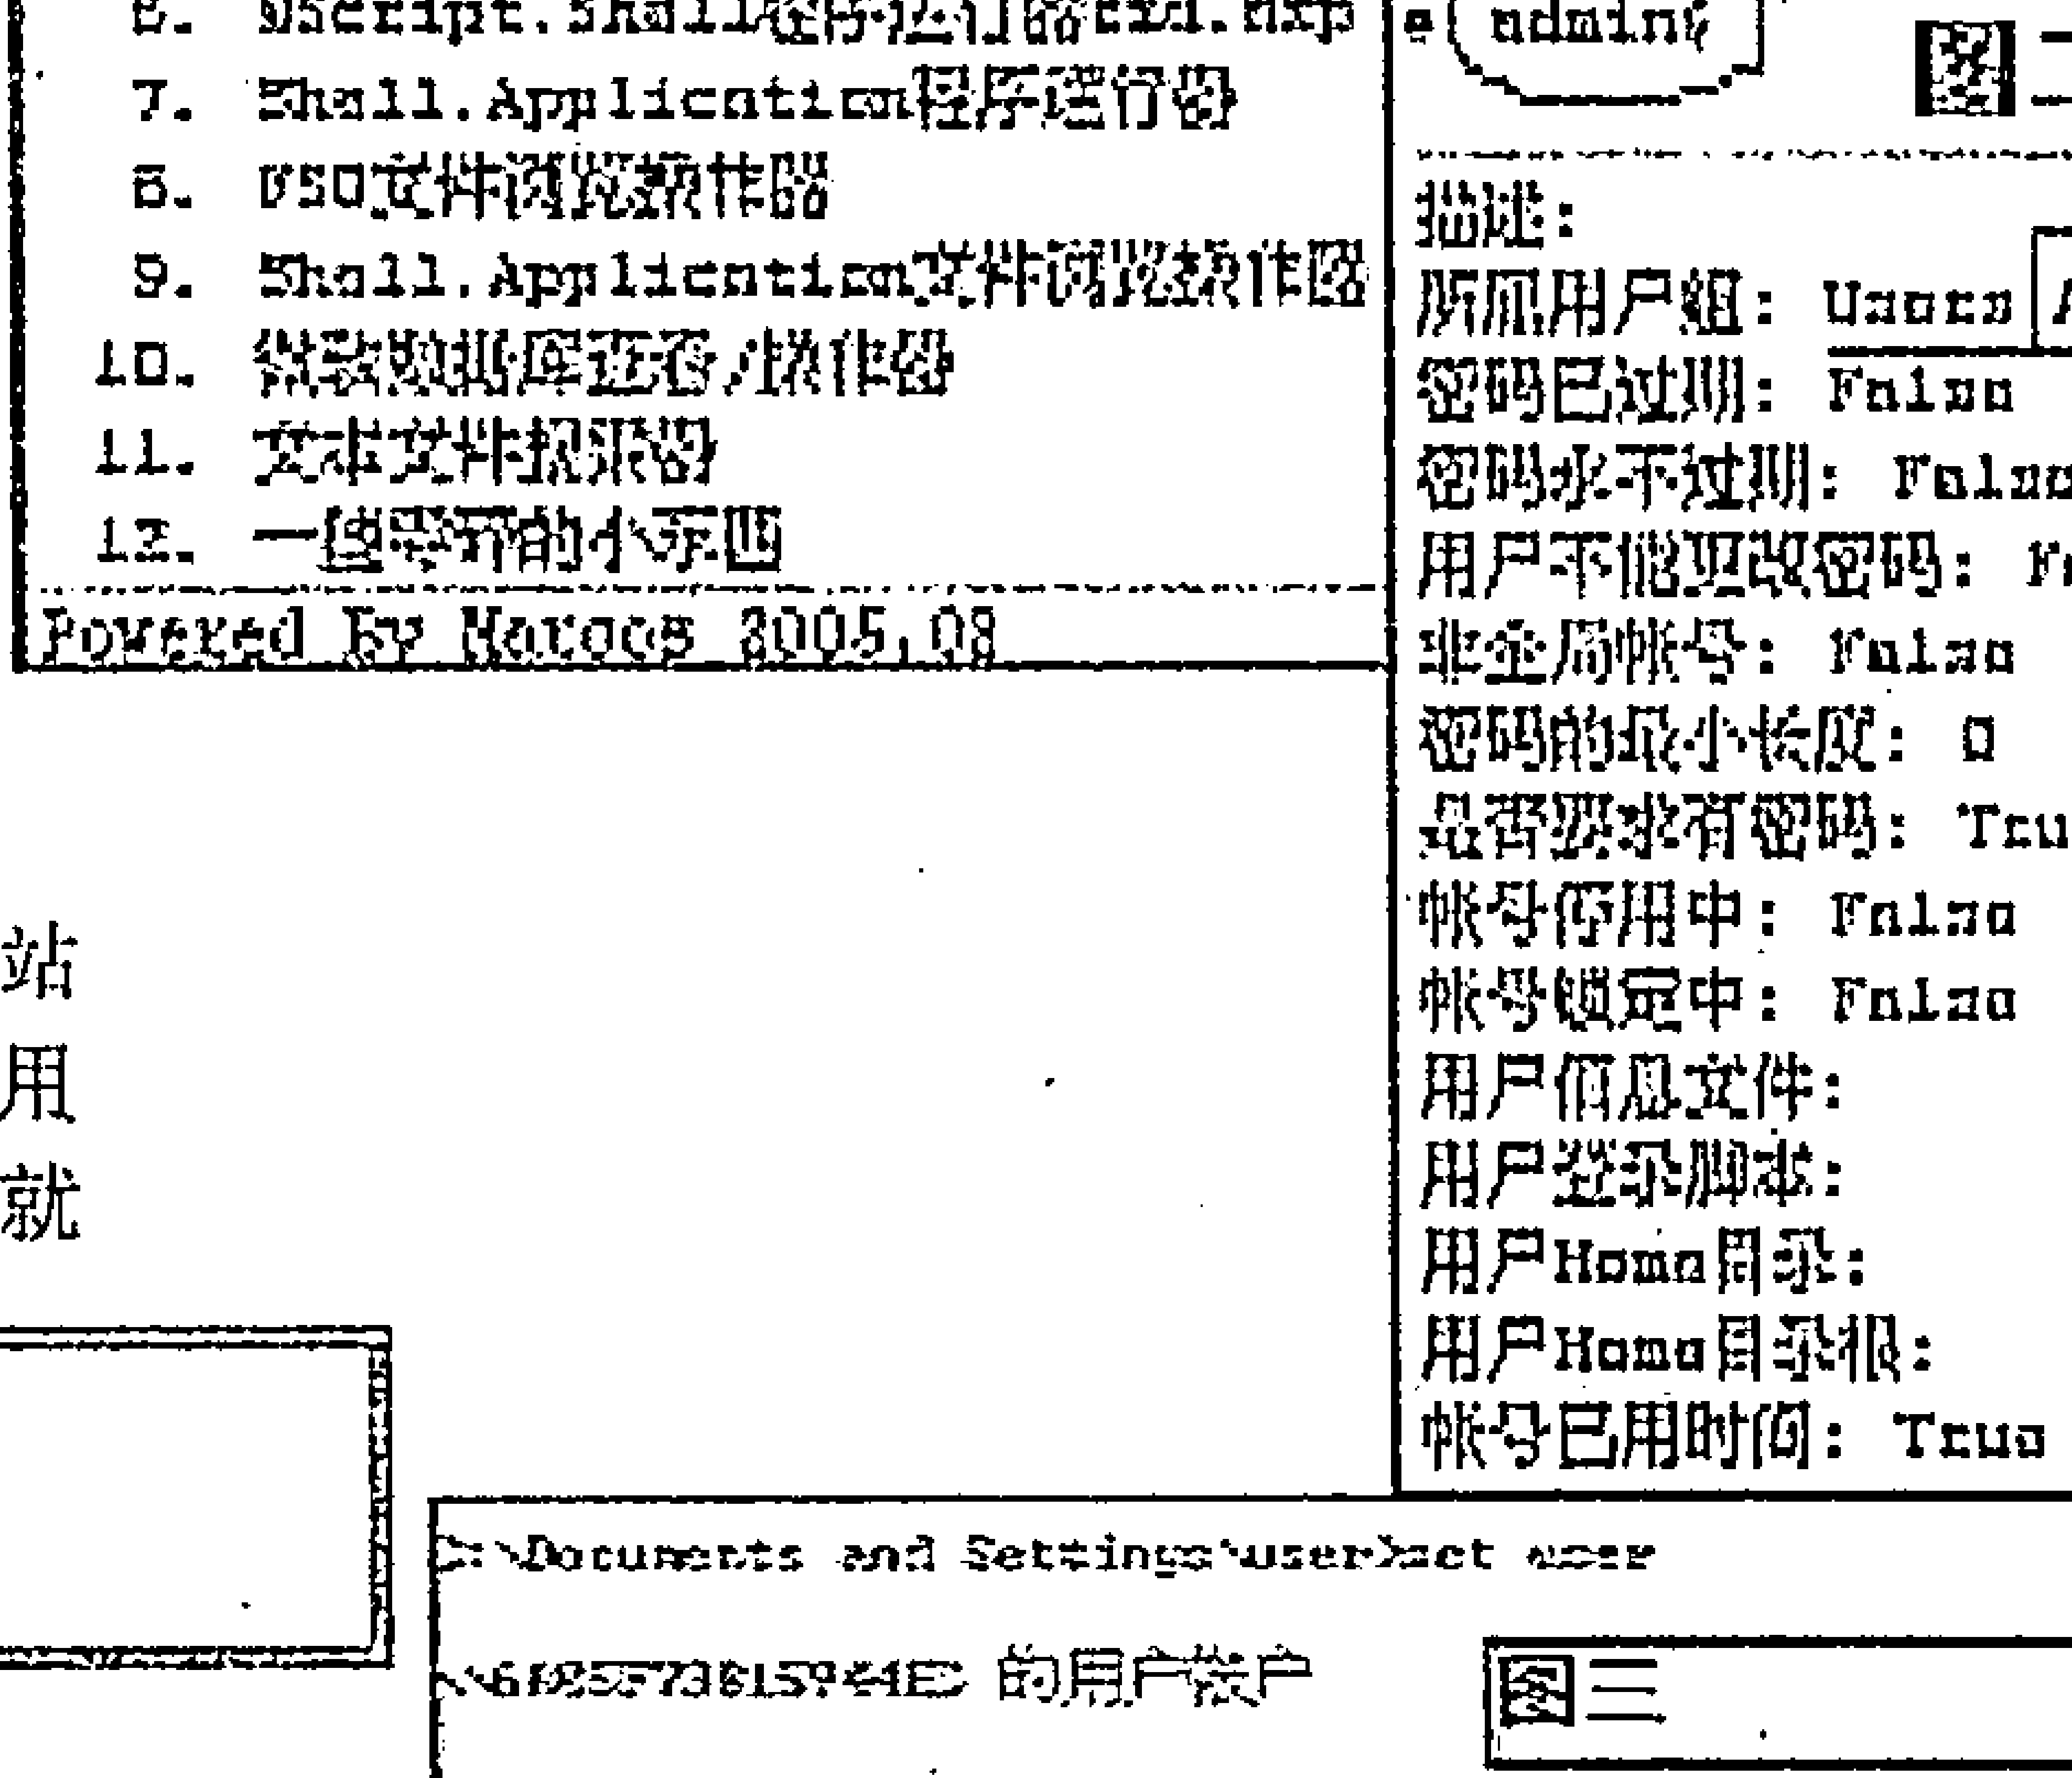 7. Shell.Application程序运行器
8. FSO文件浏览操作器
9. Shell.Application文件浏览操作器
10. 微软数据库查看/操作器
11. 文本文件搜索器
12. 一些零碎的小东西
Powered By Marcos 2005.02
站
用
就
admin$
图二
描述:
所属用户组: Users
密码已过期: False
密码永不过期: False
用户不能更改密码:
非全局帐号: False
密码的最小长度: 0
是否要求有密码: Tru
帐号停用中: False
帐号锁定中: False
用户信息文件:
用户登录脚本:
用户Home目录:
用户Home目录根:
帐号已用时间: True
:\Documents and Settings\user>net user
的用户帐户
图三